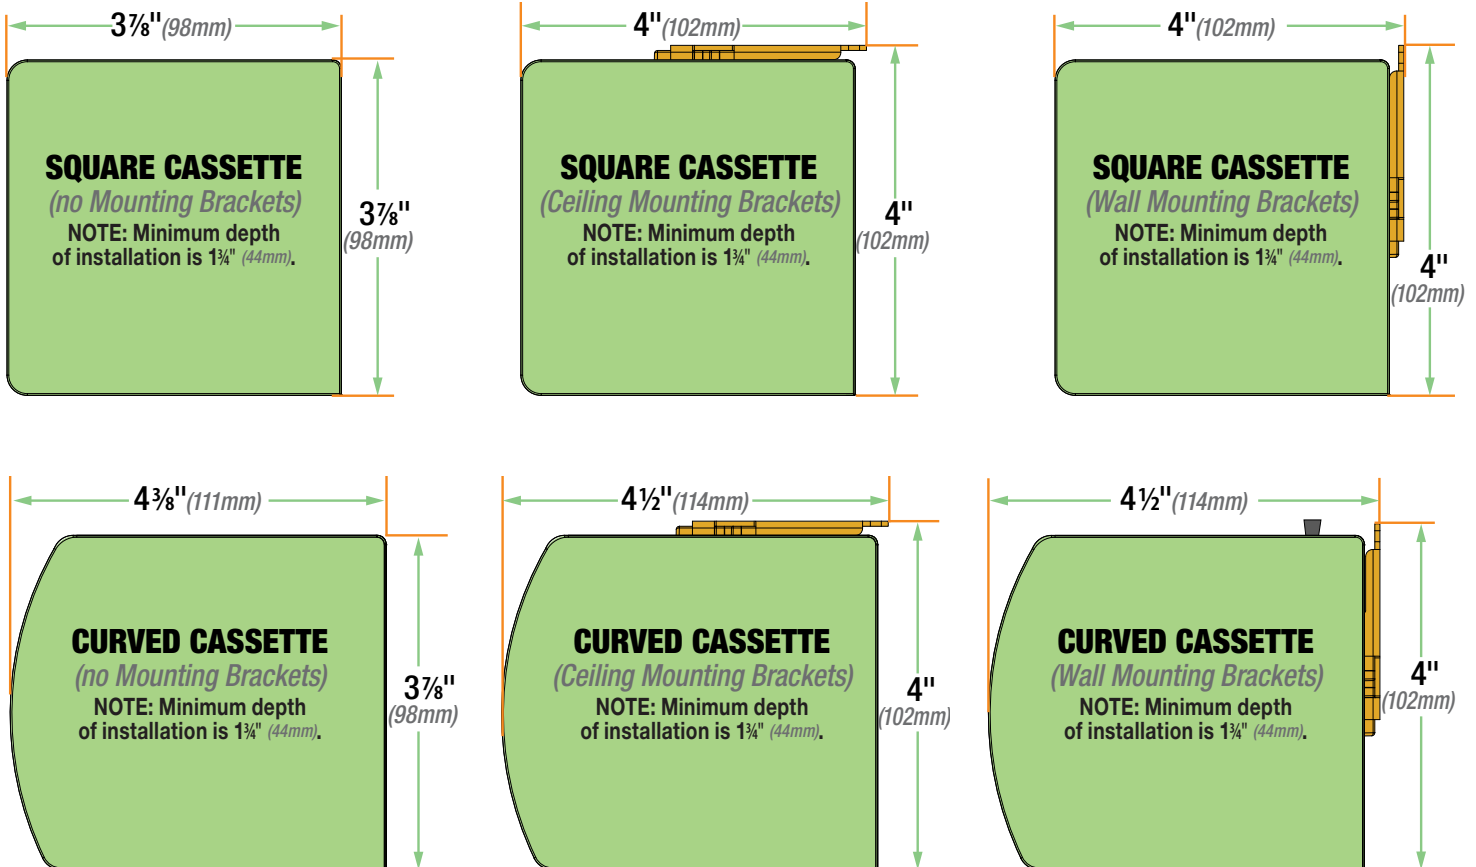 3⅞" (98mm)
SQUARE CASSETTE
(no Mounting Brackets)
NOTE: Minimum depth
of installation is 1¾" (44mm).
3⅞"
(98mm)
4" (102mm)
SQUARE CASSETTE
(Ceiling Mounting Brackets)
NOTE: Minimum depth
of installation is 1¾" (44mm).
4"
(102mm)
4" (102mm)
SQUARE CASSETTE
(Wall Mounting Brackets)
NOTE: Minimum depth
of installation is 1¾" (44mm).
4"
(102mm)
4⅜" (111mm)
CURVED CASSETTE
(no Mounting Brackets)
NOTE: Minimum depth
of installation is 1¾" (44mm).
3⅞"
(98mm)
4½" (114mm)
CURVED CASSETTE
(Ceiling Mounting Brackets)
NOTE: Minimum depth
of installation is 1¾" (44mm).
4"
(102mm)
4½" (114mm)
CURVED CASSETTE
(Wall Mounting Brackets)
NOTE: Minimum depth
of installation is 1¾" (44mm).
4"
(102mm)